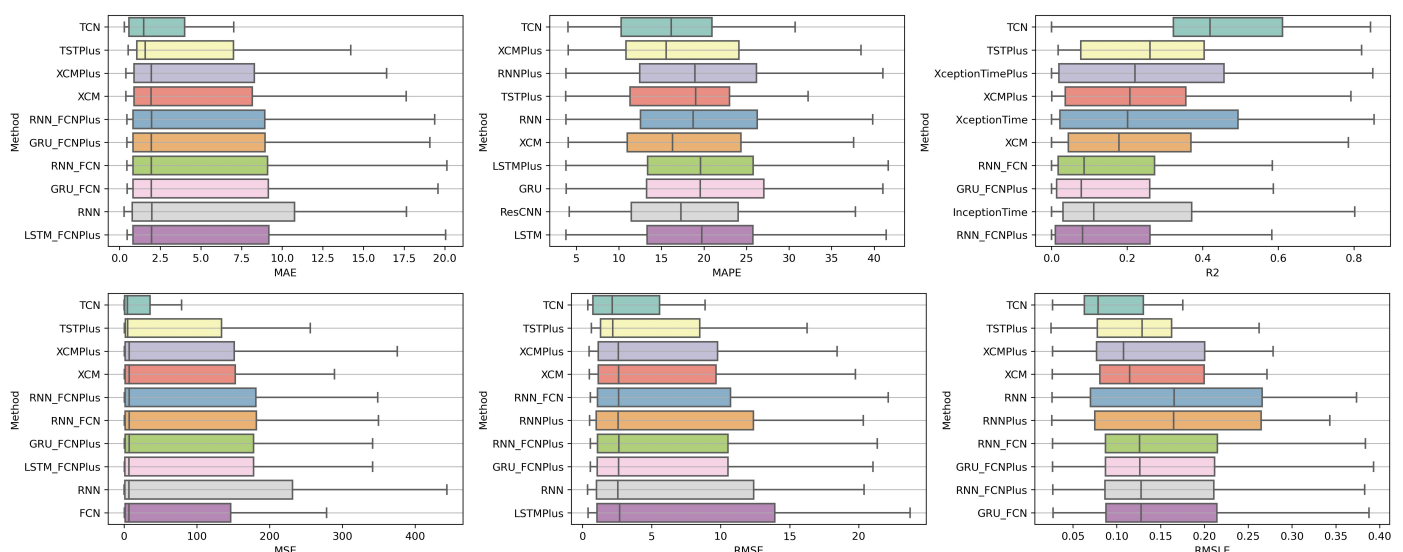 Method
TCN
TSTPlus
XCMPlus
XCM
RNN_FCNPlus
GRU_FCNPlus
RNN_FCN
GRU_FCN
RNN
LSTM_FCNPlus
0.0 2.5 5.0 7.5 10.0 12.5 15.0 17.5 20.0
MAE
Method
TCN
XCMPlus
RNNPlus
TSTPlus
RNN
XCM
LSTMPlus
GRU
ResCNN
LSTM
5 10 15 20 25 30 35 40
MAPE
Method
TCN
TSTPlus
XceptionTimePlus
XCMPlus
XceptionTime
XCM
RNN_FCN
GRU_FCNPlus
InceptionTime
RNN_FCNPlus
0.0 0.2 0.4 0.6 0.8
R2
Method
TCN
TSTPlus
XCMPlus
XCM
RNN_FCNPlus
RNN_FCN
GRU_FCNPlus
LSTM_FCNPlus
RNN
FCN
0 100 200 300 400
MSE
Method
TCN
TSTPlus
XCMPlus
XCM
RNN_FCN
RNNPlus
RNN_FCNPlus
GRU_FCNPlus
RNN
LSTMPlus
0 5 10 15 20
RMSE
Method
TCN
TSTPlus
XCMPlus
XCM
RNN
RNNPlus
RNN_FCN
GRU_FCNPlus
RNN_FCNPlus
GRU_FCN
0.05 0.10 0.15 0.20 0.25 0.30 0.35 0.40
RMSLE